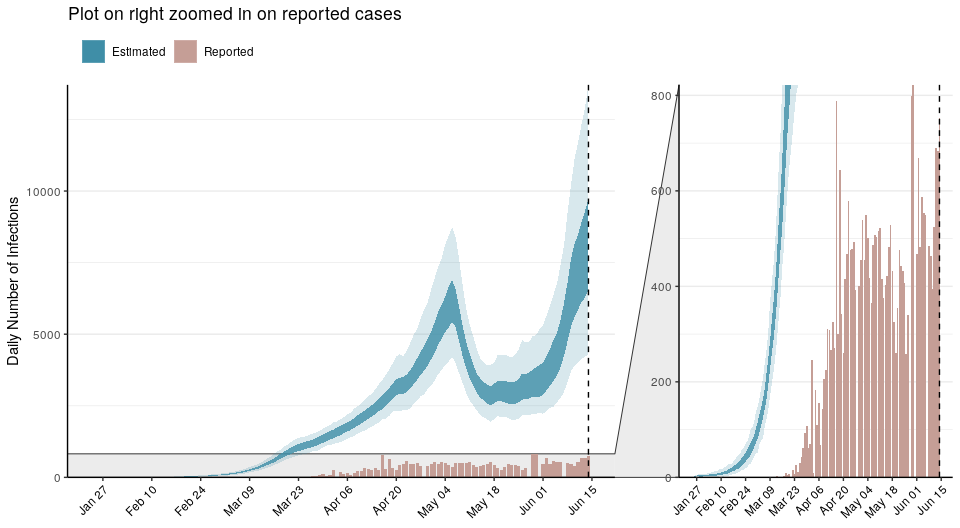 Plot on right zoomed in on reported cases
Estimated Reported
Daily Number of Infections
10000
5000
0
Jan 27 Feb 10 Feb 24 Mar 09 Mar 23 Apr 06 Apr 20 May 04 May 18 Jun 01 Jun 15
800
600
400
200
0
Jan 27 Feb 10 Feb 24 Mar 09 Mar 23 Apr 06 Apr 20 May 04 May 18 Jun 01 Jun 15